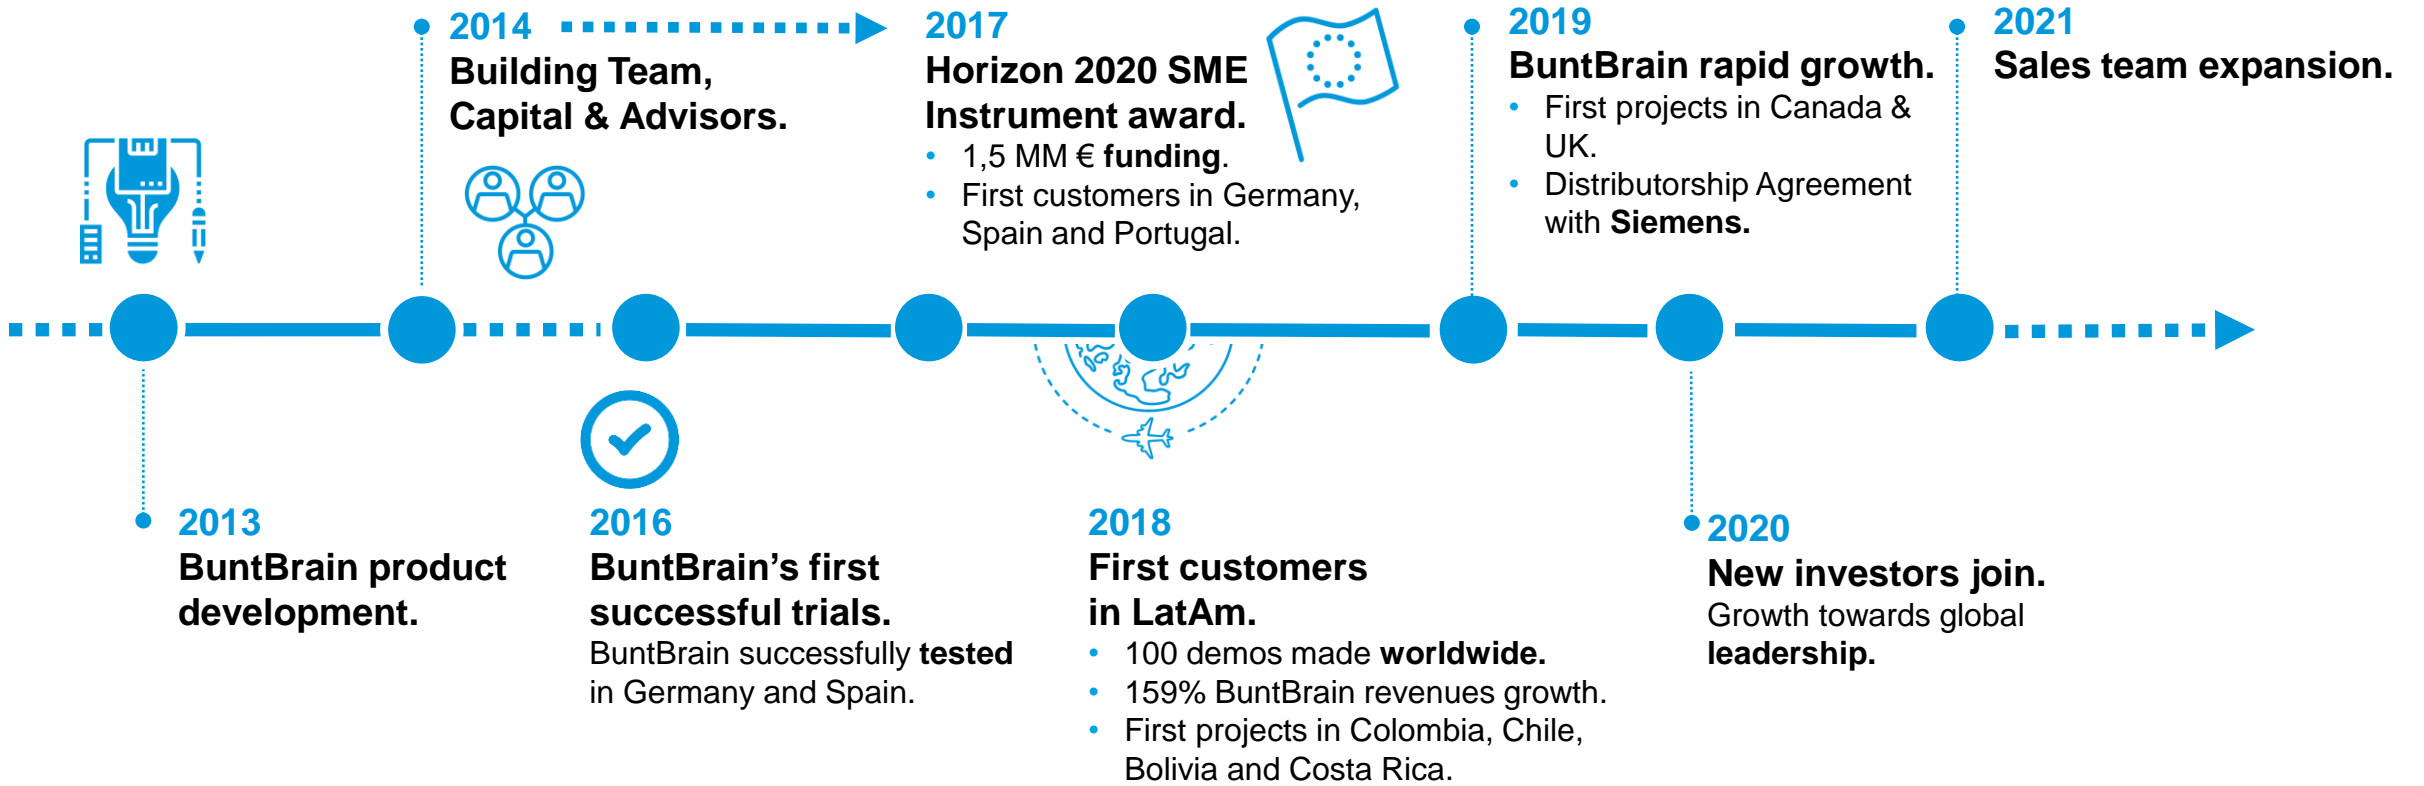 2014
Building Team,
Capital & Advisors.
2017
Horizon 2020 SME
Instrument award.
• 1,5 MM € funding.
• First customers in Germany,
Spain and Portugal.
2019
BuntBrain rapid growth.
• First projects in Canada &
UK.
• Distributorship Agreement
with Siemens.
2021
Sales team expansion.
2013
BuntBrain product
development.
2016
BuntBrain’s first
successful trials.
BuntBrain successfully tested
in Germany and Spain.
2018
First customers
in LatAm.
• 100 demos made worldwide.
• 159% BuntBrain revenues growth.
• First projects in Colombia, Chile,
Bolivia and Costa Rica.
2020
New investors join.
Growth towards global
leadership.